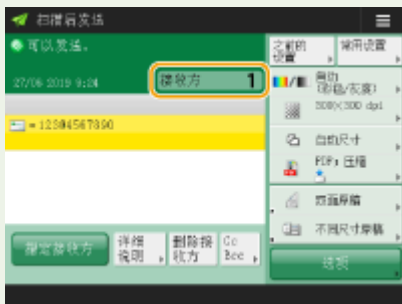 扫描后发送
可以发送。
27/06 2019 9:24
接收方 1
=12304567890
指定接收方
详细
说明
删除接
收方
Cc
Bcc
之前的
设置
常用设置
自动
(彩色/灰度)
300×300 dpi
自动尺寸
PDF: 压缩
双面原稿
不同尺寸原稿
选项